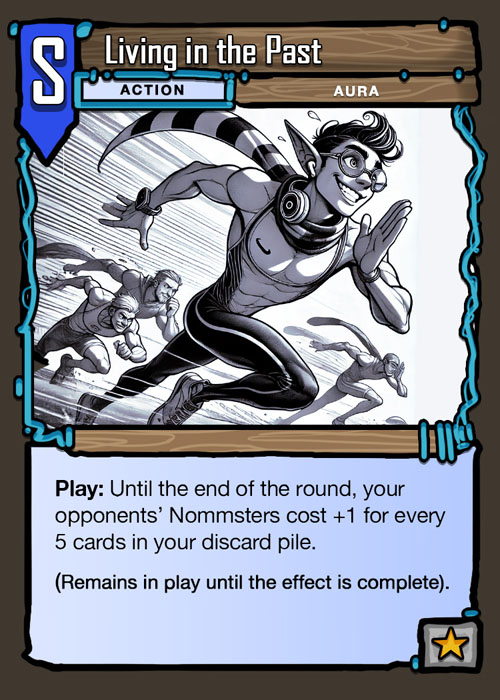 S
Living in the Past
ACTION
AURA
Play: Until the end of the round, your
opponents’ Nommsters cost +1 for every
5 cards in your discard pile.
(Remains in play until the effect is complete).